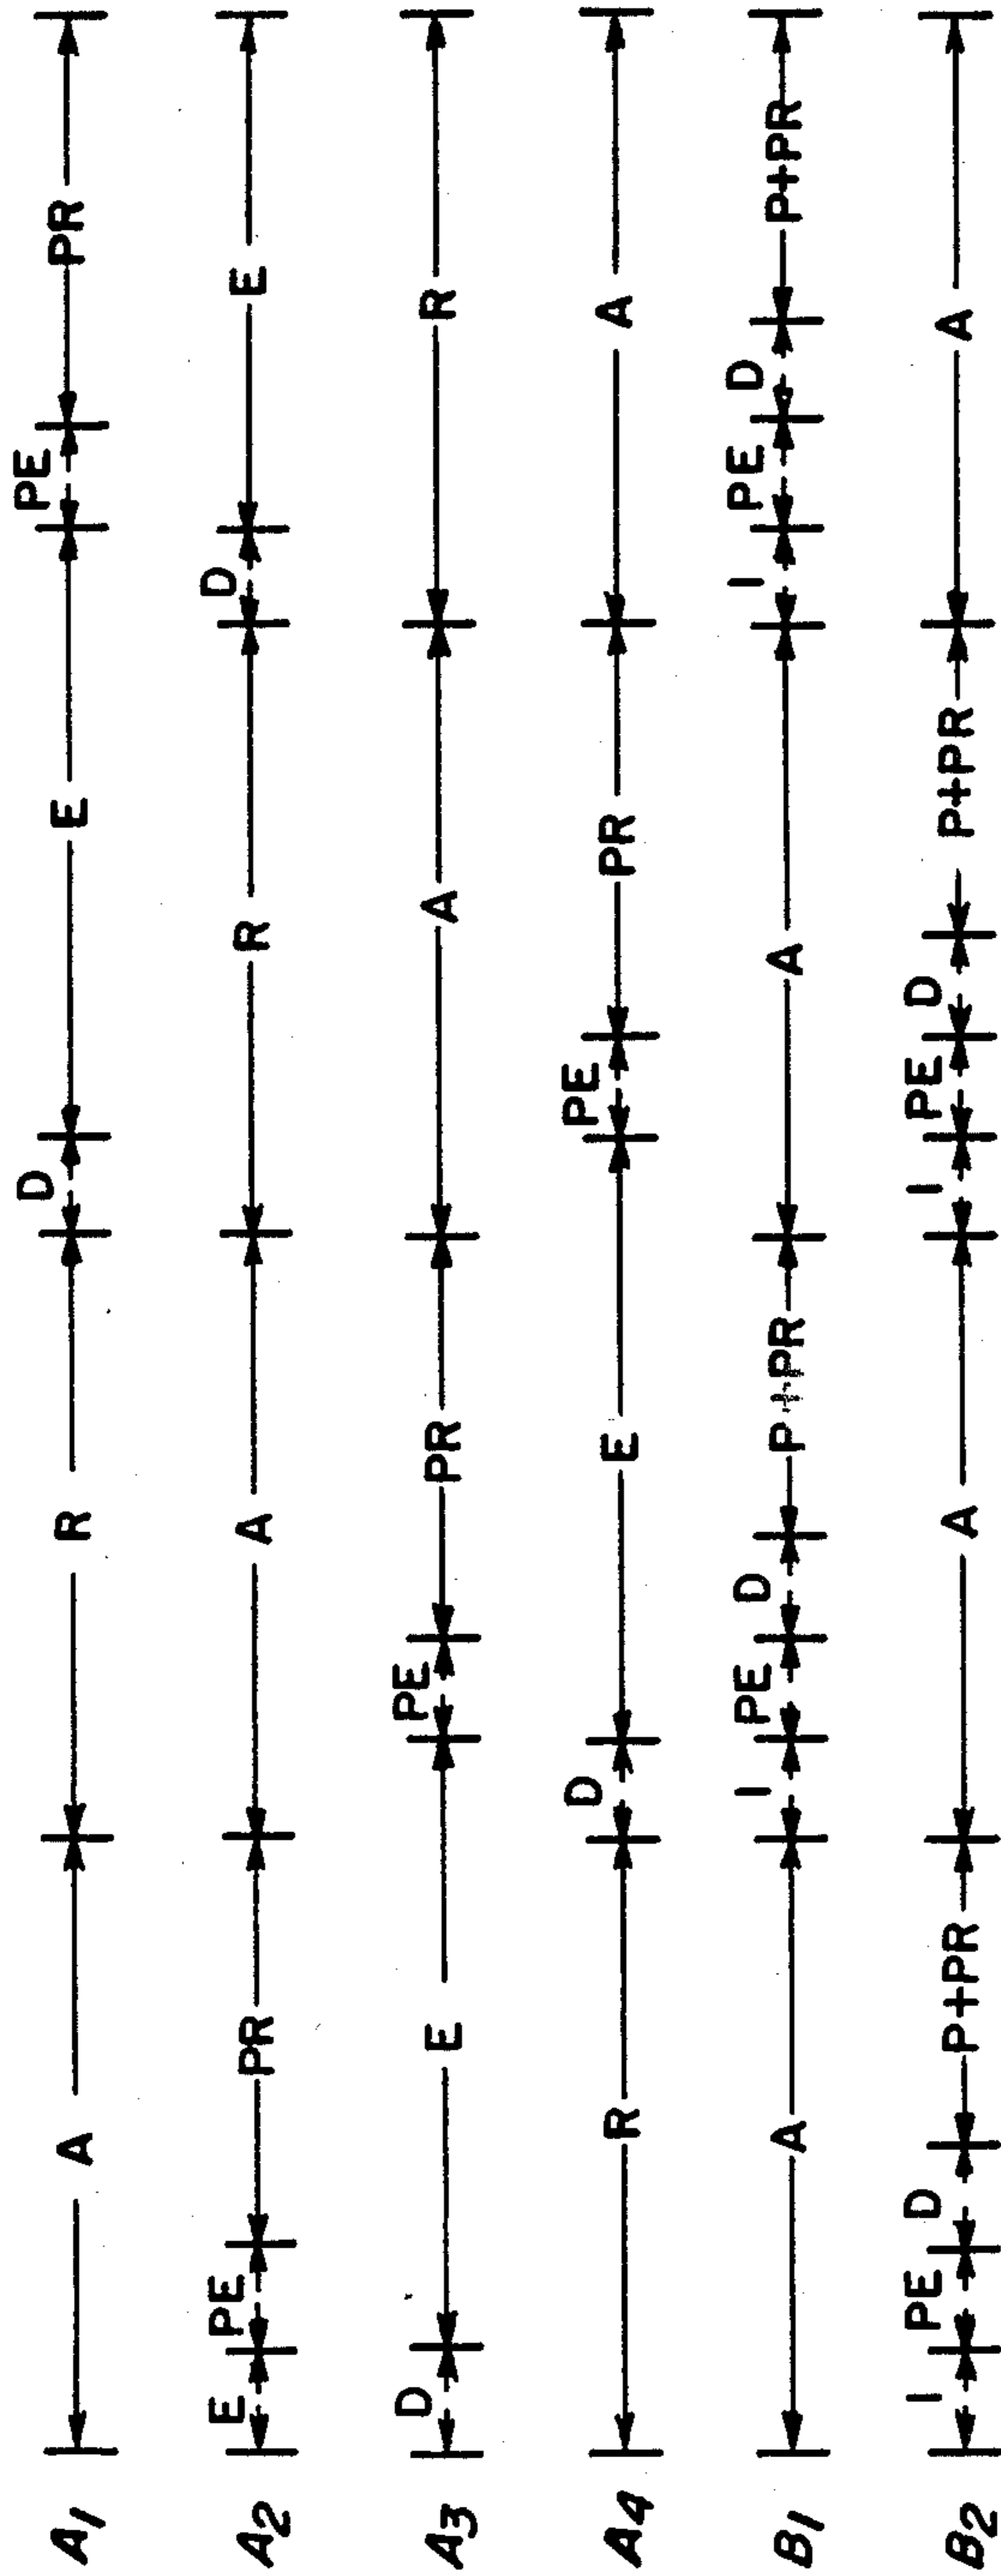 A1 A R D E PE PR
A2 E PE PR A R D E
A3 D E PE PR A R
A4 R D E PE PR A
B1 A I PE D P+PR A I PE D P+PR
B2 I PE D P+PR A I PE D P+PR A